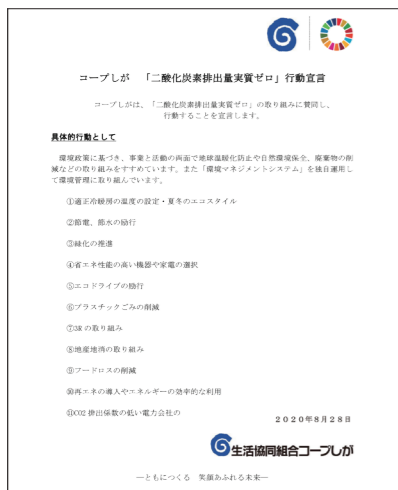 コープしが 「二酸化炭素排出量実質ゼロ」行動宣言
コープしがは、「二酸化炭素排出量実質ゼロ」の取り組みに賛同し、
行動することを宣言します。
具体的行動として
環境政策に基づき、事業と活動の両面で地球温暖化防止や自然環境保全、廃棄物の削
減などの取り組みをすすめています。また「環境マネジメントシステム」を独自運用し
て環境管理に取り組んでいます。
①適正冷暖房の温度の設定・夏冬のエコスタイル
②節電、節水の励行
③緑化の推進
④省エネ性能の高い機器や家電の選択
⑤エコドライブの励行
⑥プラスチックごみの削減
⑦3Rの取り組み
⑧地産地消の取り組み
⑨フードロスの削減
⑩再エネの導入やエネルギーの効率的な利用
⑪CO2排出係数の低い電力会社の
2020年8月28日
生活協同組合コープしが
―ともにつくる 笑顔あふれる未来―